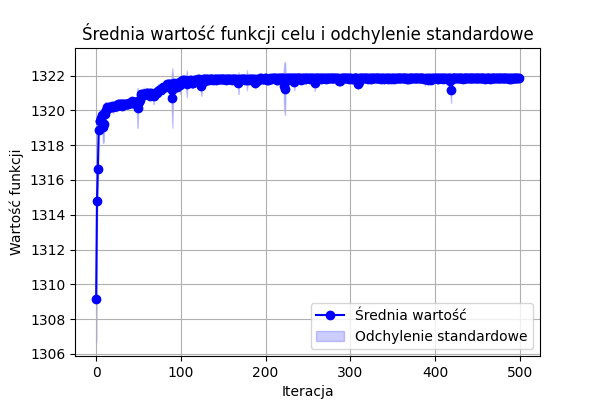 Średnia wartość funkcji celu i odchylenie standardowe
Wartość funkcji
1322
1320
1318
1316
1314
1312
1310
1308
1306
0 100 200 300 400 500
Iteracja
Średnia wartość
Odchylenie standardowe